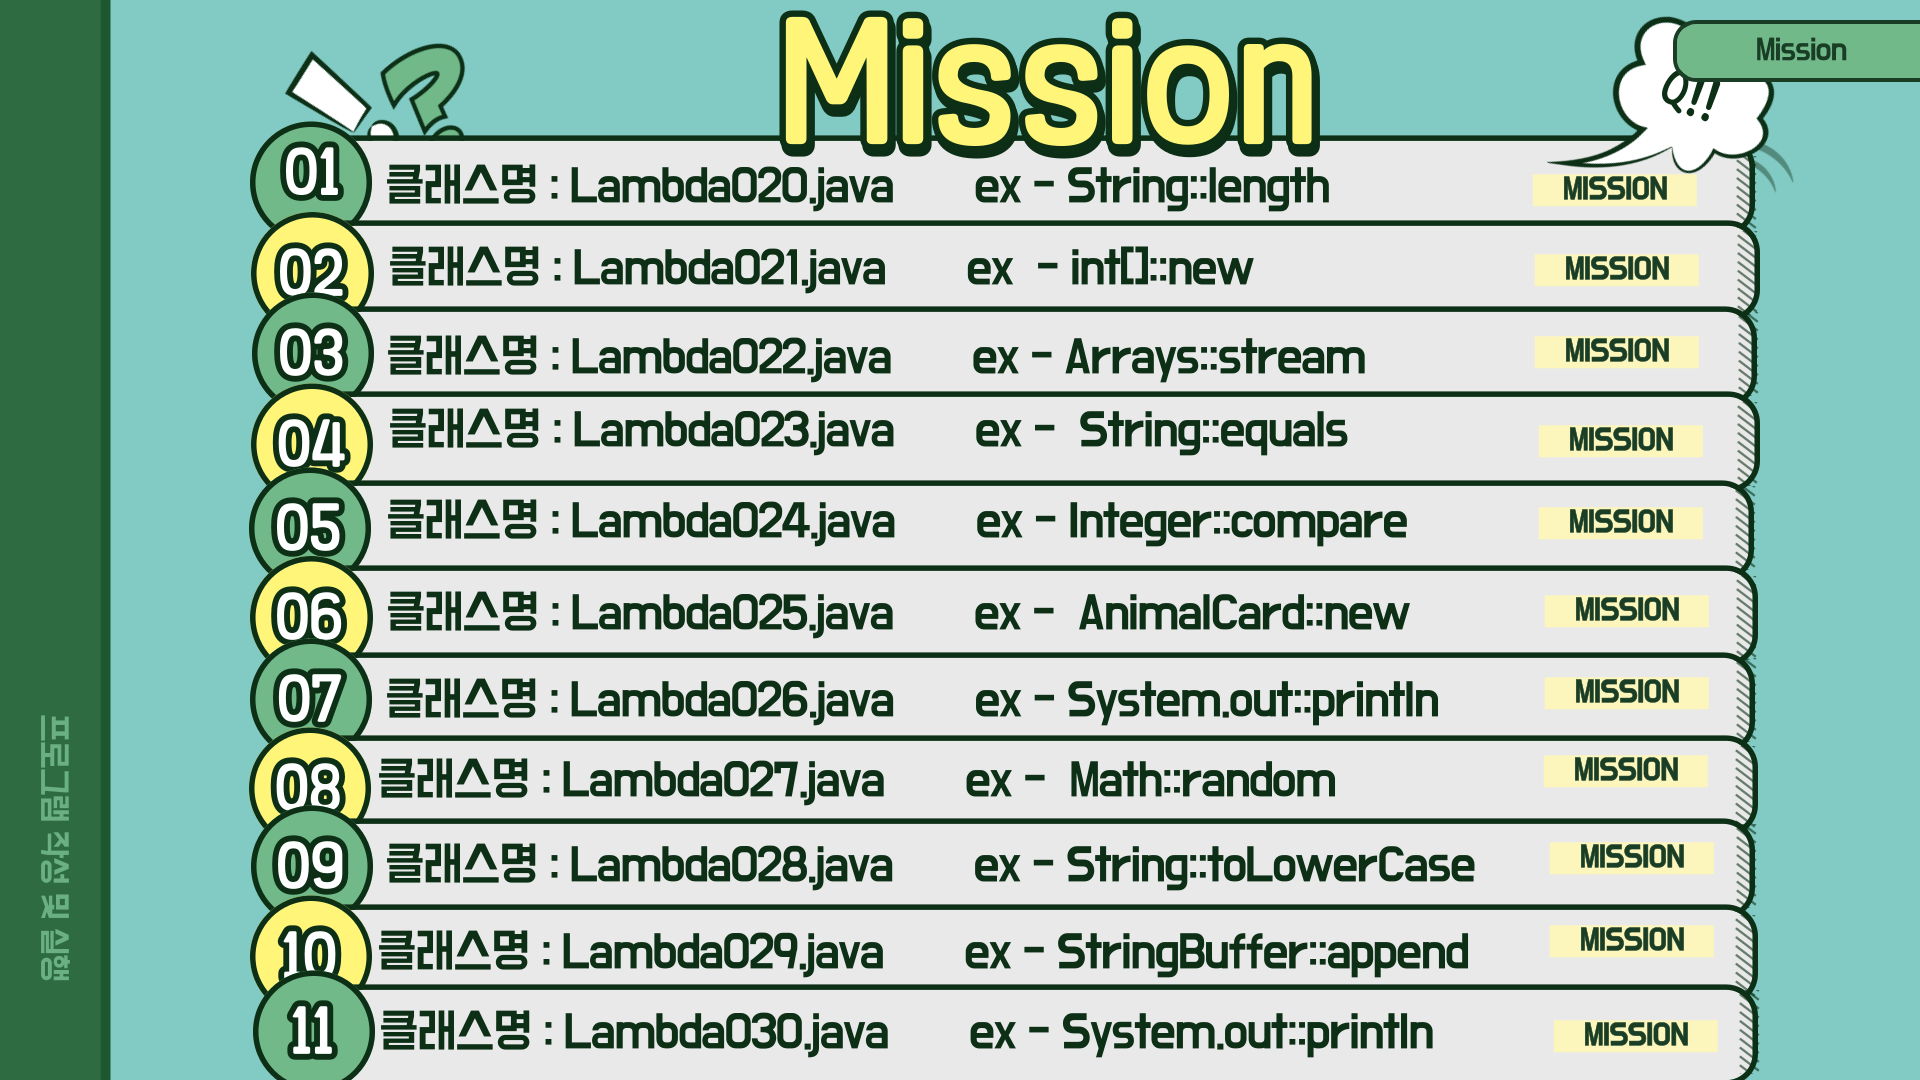 Mission
Mission
!!!
01 클래스명 : Lambda020.java ex - String::length MISSION
02 클래스명 : Lambda021.java ex - int[]::new MISSION
03 클래스명 : Lambda022.java ex - Arrays::stream MISSION
04 클래스명 : Lambda023.java ex - String::equals MISSION
05 클래스명 : Lambda024.java ex - Integer::compare MISSION
06 클래스명 : Lambda025.java ex - AnimalCard::new MISSION
07 클래스명 : Lambda026.java ex - System.out::println MISSION
08 클래스명 : Lambda027.java ex - Math::random MISSION
09 클래스명 : Lambda028.java ex - String::toLowerCase MISSION
10 클래스명 : Lambda029.java ex - StringBuffer::append MISSION
11 클래스명 : Lambda030.java ex - System.out::println MISSION
프로그램 작성 및 실행